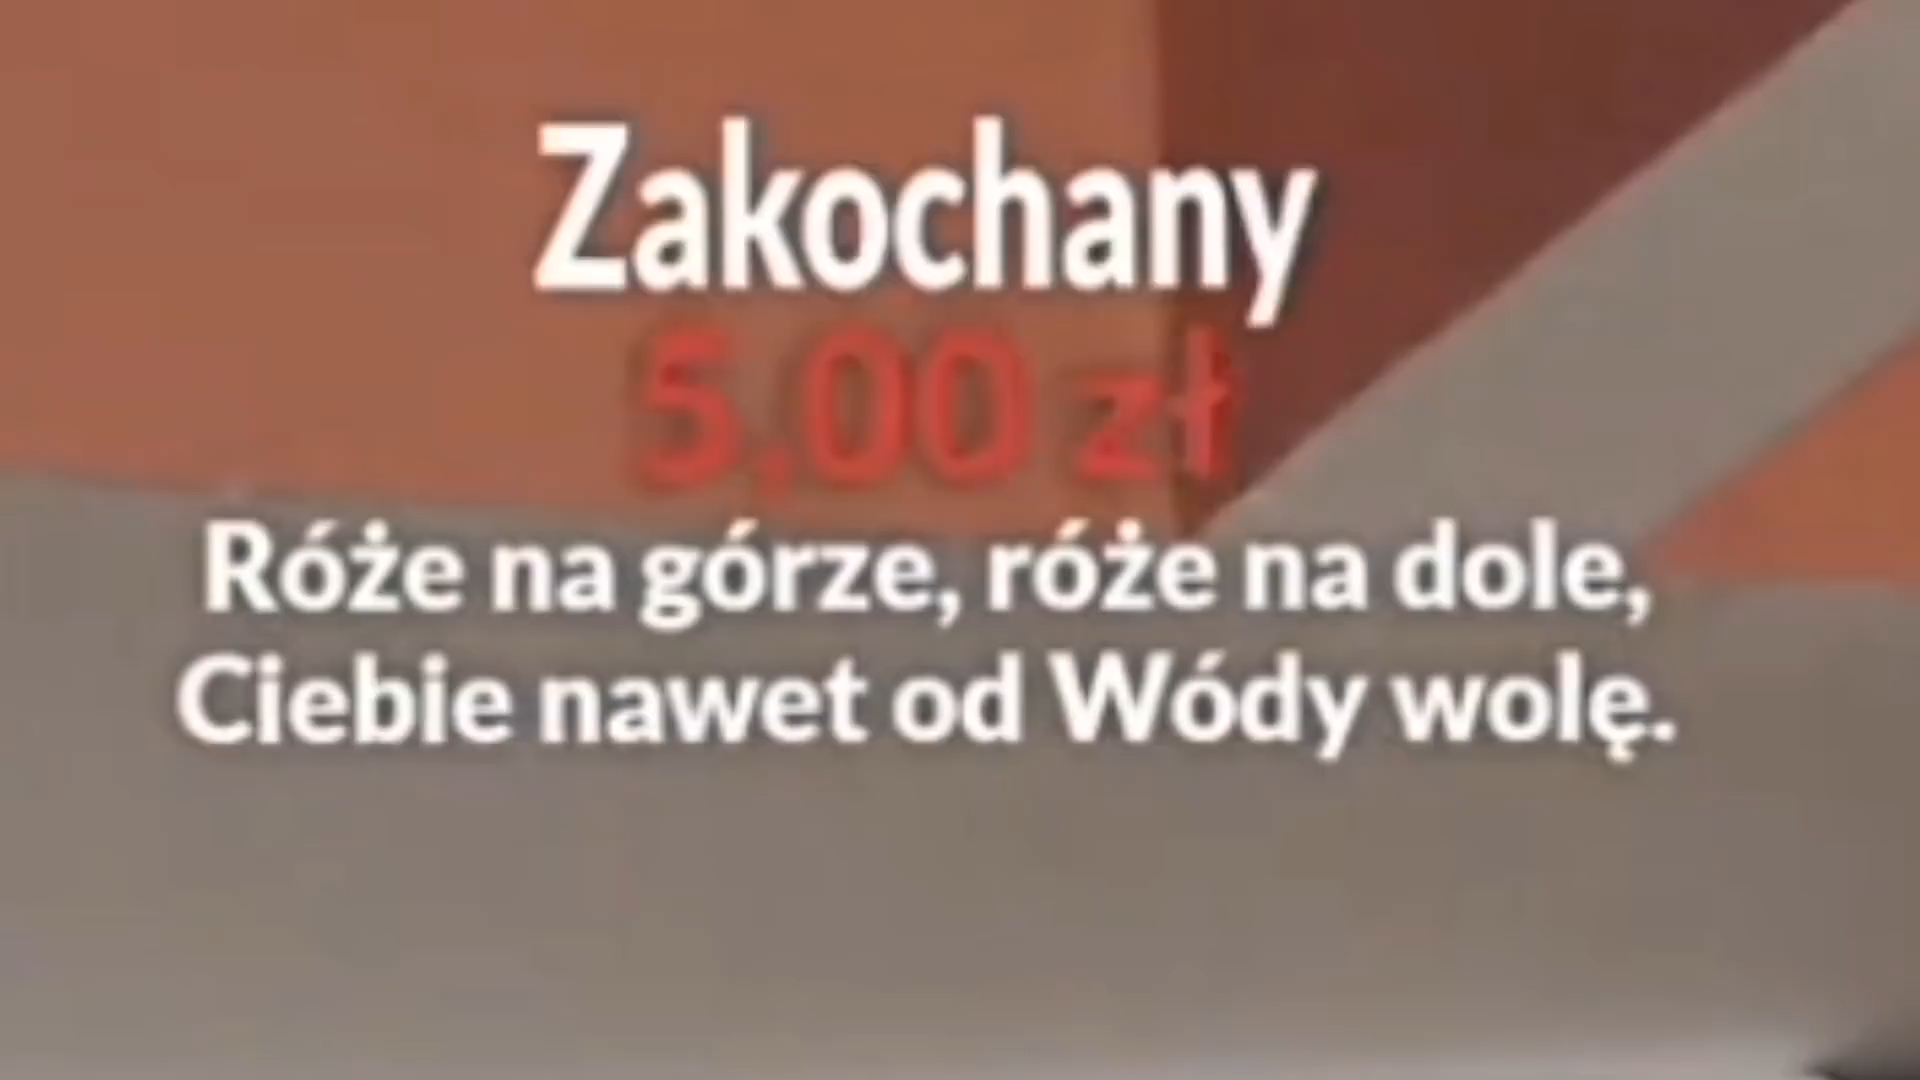 Zakochany
5,00 zł
Róże na górze, róże na dole,
Ciebie nawet od Wódy wolę.